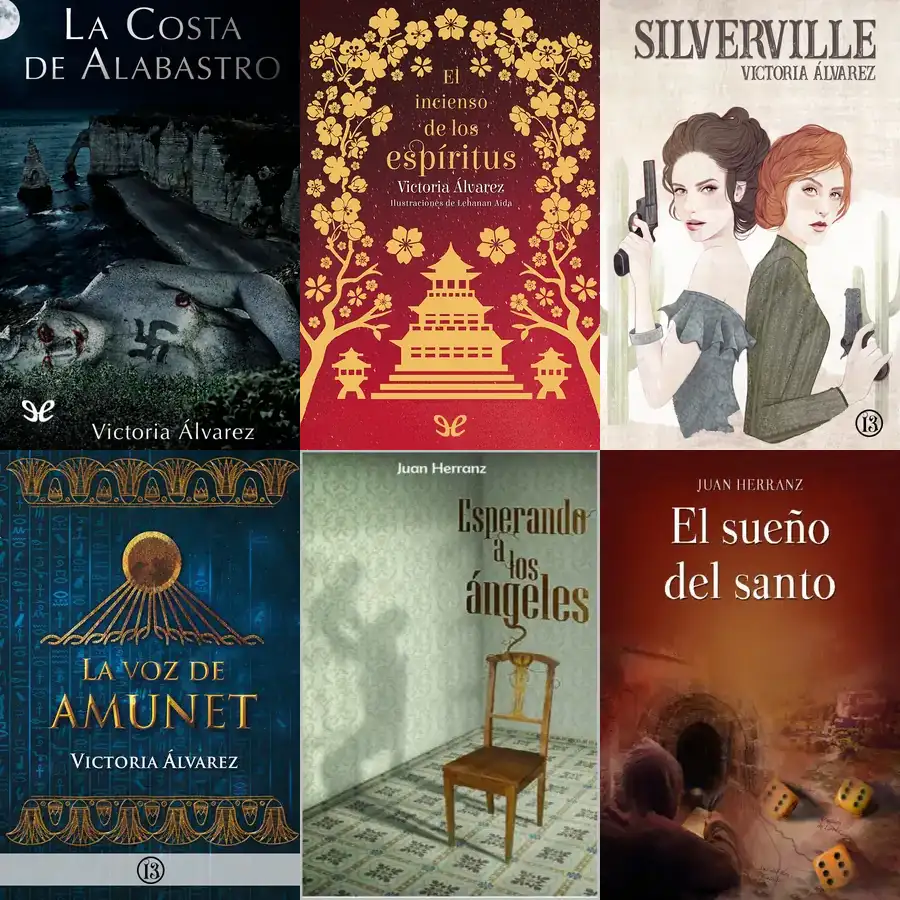 LA COSTA
DE ALABASTRO
Victoria Álvarez
El
incienso
de los
espíritus
Victoria Álvarez
Ilustraciones de Lehanan Aida
SILVERVILLE
VICTORIA ÁLVAREZ
13
LA VOZ DE
AMUNET
VICTORIA ÁLVAREZ
13
Juan Herranz
Esperando
a
los
ángeles
JUAN HERRANZ
El sueño
del santo